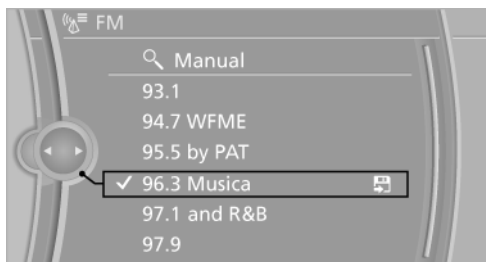 FM
Manual
93.1
94.7 WFME
95.5 by PAT
96.3 Musica
97.1 and R&B
97.9